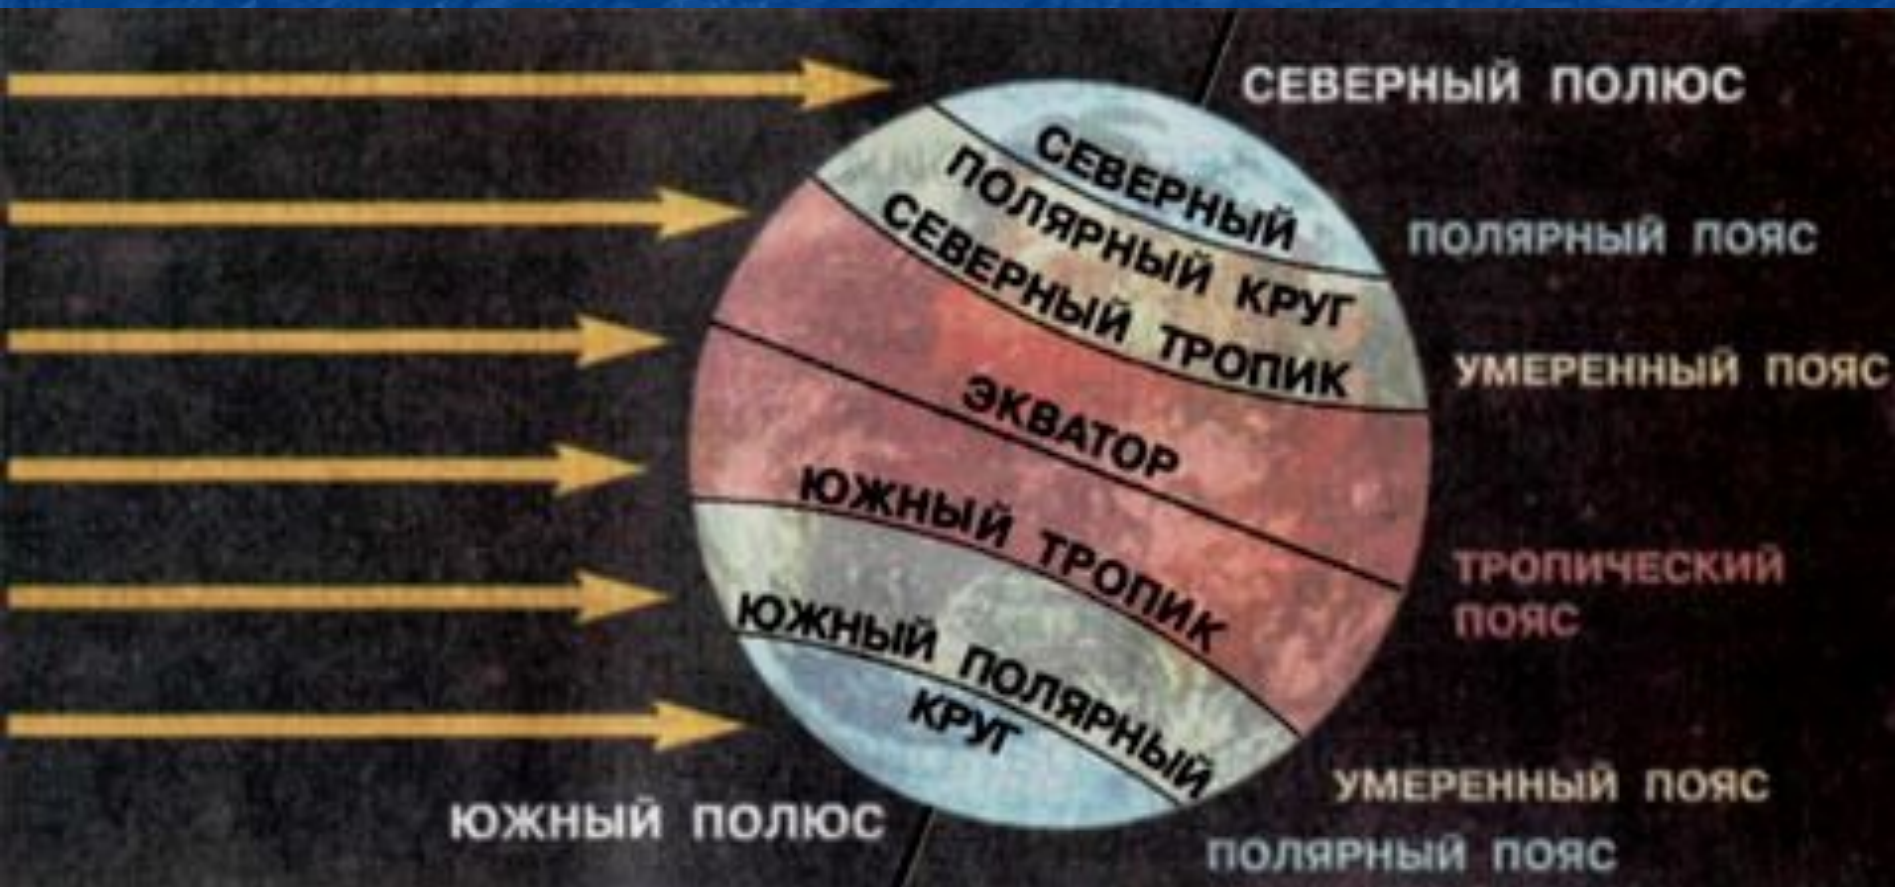 СЕВЕРНЫЙ ПОЛЮС
СЕВЕРНЫЙ
ПОЛЯРНЫЙ КРУГ
ПОЛЯРНЫЙ ПОЯС
СЕВЕРНЫЙ ТРОПИК
УМЕРЕННЫЙ ПОЯС
ЭКВАТОР
ЮЖНЫЙ ТРОПИК
ТРОПИЧЕСКИЙ
ПОЯС
ЮЖНЫЙ ПОЛЯРНЫЙ
КРУГ
УМЕРЕННЫЙ ПОЯС
ЮЖНЫЙ ПОЛЮС
ПОЛЯРНЫЙ ПОЯС